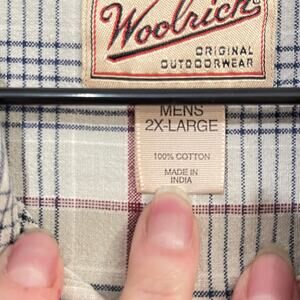 Woolrich
ORIGINAL
OUTDOORWEAR
MENS
2X-LARGE
100% COTTON
MADE IN
INDIA